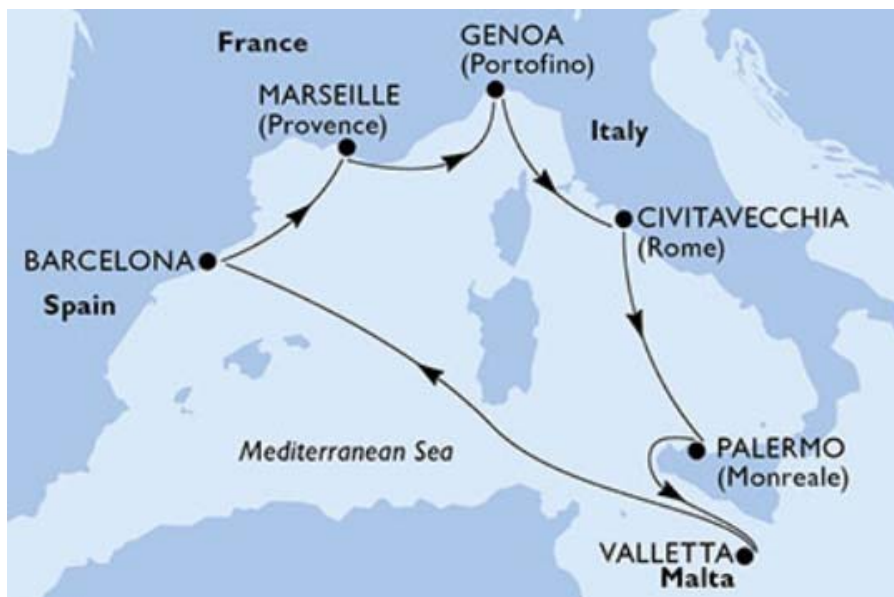 France
GENOA
(Portofino)
MARSEILLE
(Provence)
Italy
CIVITAVECCHIA
(Rome)
BARCELONA
Spain
Mediterranean Sea
PALERMO
(Monreale)
VALLETTA
Malta